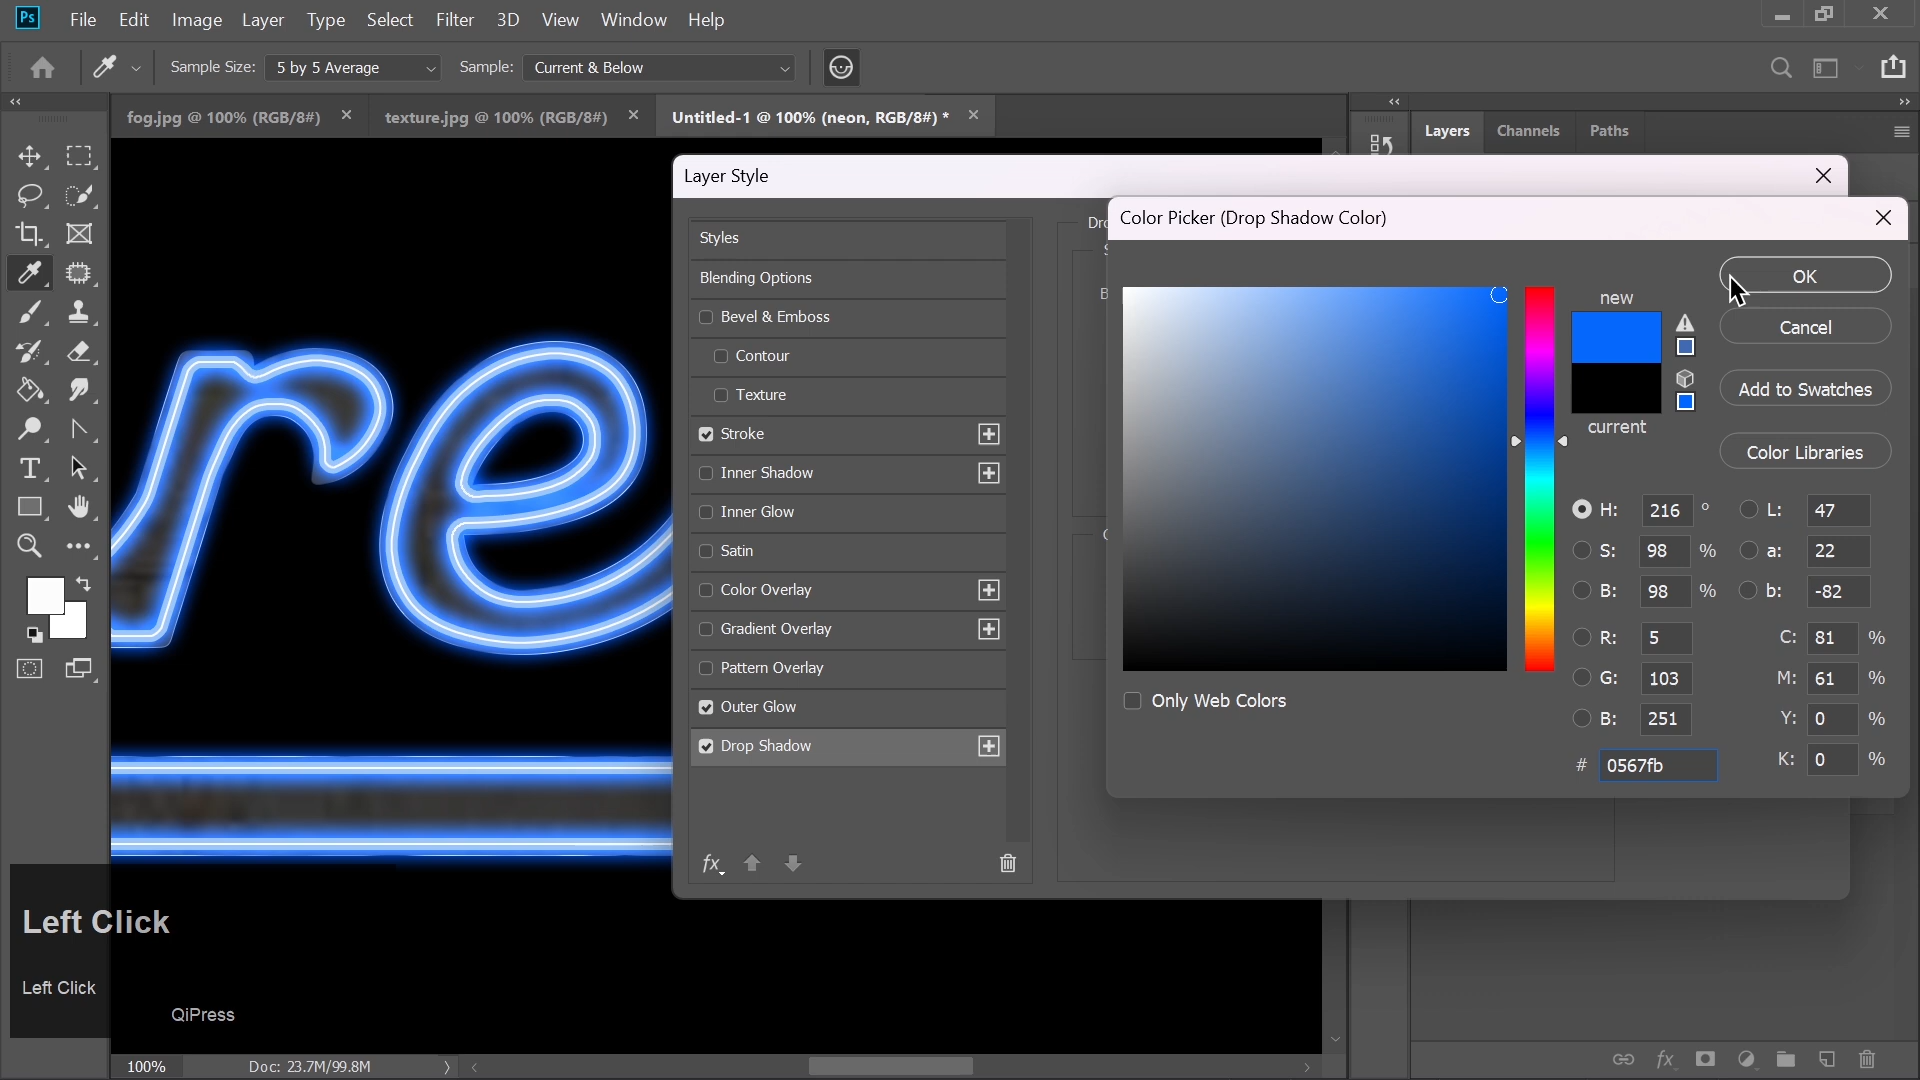 Ps File Edit Image Layer Type Select Filter 3D View Window Help
Sample Size: 5 by 5 Average Sample: Current & Below
fog.jpg @ 100% (RGB/8#) texture.jpg @ 100% (RGB/8#) Untitled-1 @ 100% (neon, RGB/8#) *
Layers Channels Paths
Layer Style
Styles
Blending Options
Bevel & Emboss
Contour
Texture
Stroke
Inner Shadow
Inner Glow
Satin
Color Overlay
Gradient Overlay
Pattern Overlay
Outer Glow
Drop Shadow
fx
Color Picker (Drop Shadow Color)
new
current
OK
Cancel
Add to Swatches
Color Libraries
H: 216 °
S: 98 %
B: 98 %
R: 5
G: 103
B: 251
# 0567fb
L: 47
a: 22
b: -82
C: 81 %
M: 61 %
Y: 0 %
K: 0 %
Only Web Colors
re
Left Click
Left Click
QiPress
100% Doc: 23.7M/99.8M
fx